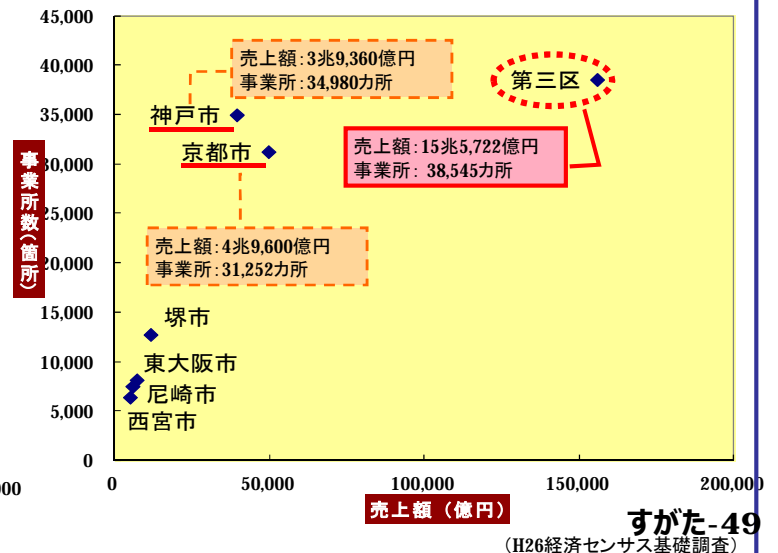 45,000
40,000
35,000
30,000
25,000
20,000
15,000
10,000
5,000
0
事業所数(箇所)
売上額:3兆9,360億円
事業所:34,980カ所
第三区
神戸市
京都市
売上額:15兆5,722億円
事業所: 38,545カ所
売上額:4兆9,600億円
事業所:31,252カ所
堺市
東大阪市
尼崎市
西宮市
000
0
50,000
100,000
150,000
200,000
売上額（億円）
すがた-49
（H26経済センサス基礎調査）